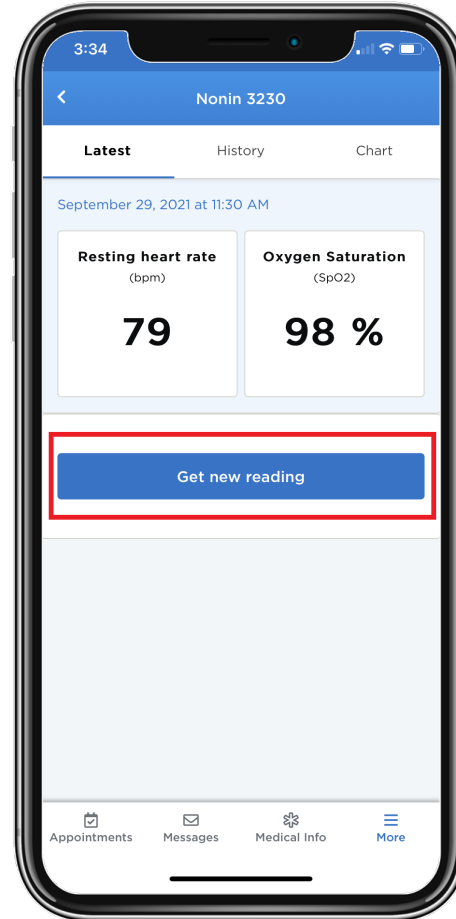 3:34
Nonin 3230
Latest History Chart
September 29, 2021 at 11:30 AM
Resting heart rate
(bpm)
79
Oxygen Saturation
(SpO2)
98 %
Get new reading
Appointments Messages Medical Info More